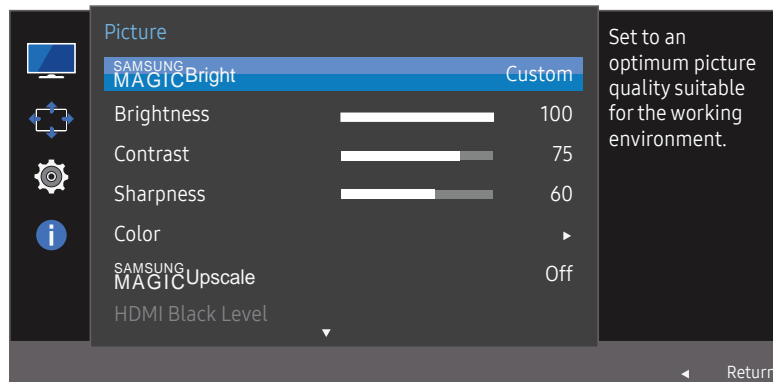 Picture
SAMSUNG
MAGICBright Custom
Brightness 100
Contrast 75
Sharpness 60
Color ▸
SAMSUNG
MAGICUpscale Off
HDMI Black Level
▼
Set to an
optimum picture
quality suitable
for the working
environment.
◂ Return